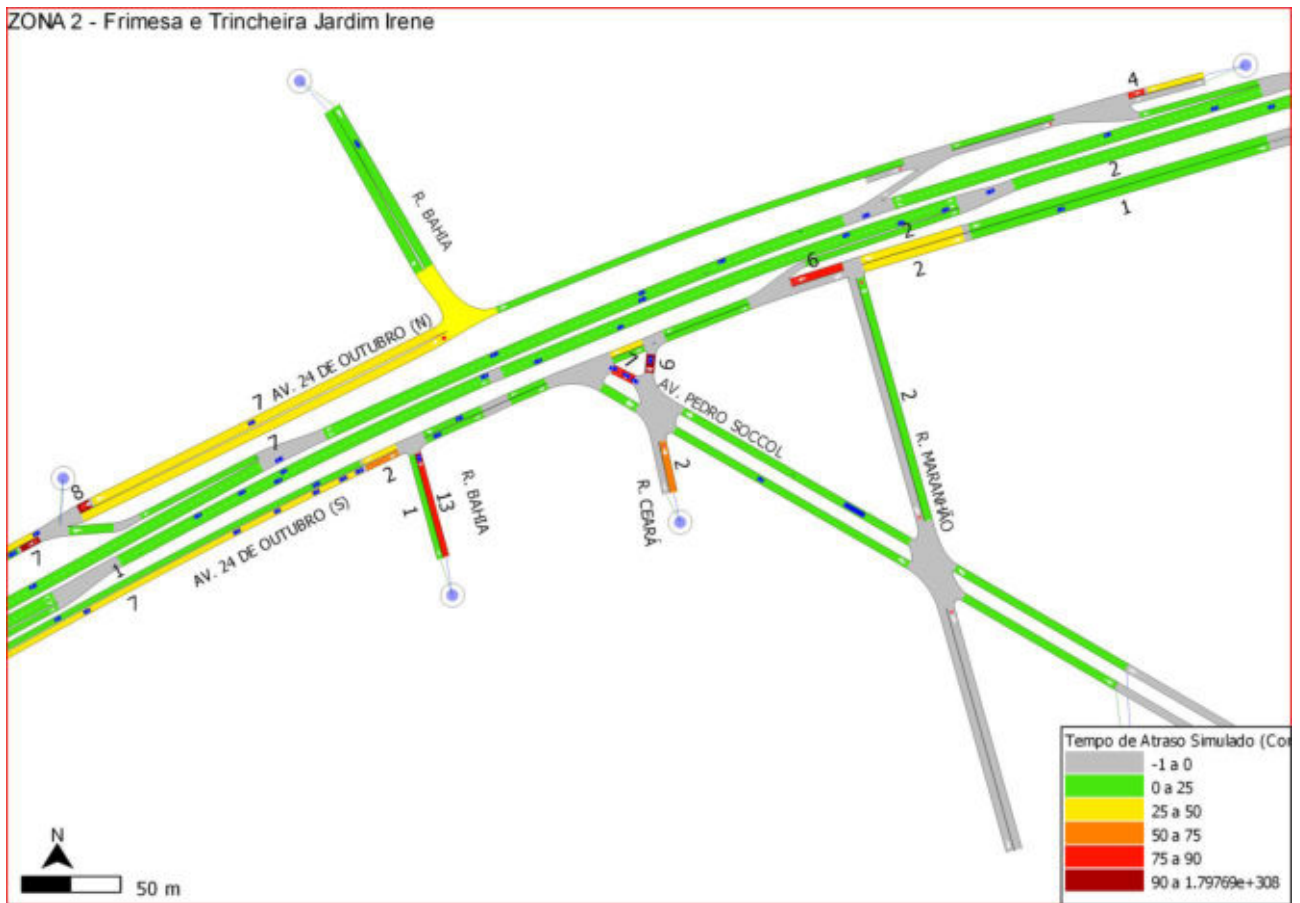 ZONA 2 - Frimesa e Trincheira Jardim Irene
4
R. BAHIA
2
1
2
6
2
AV. 24 DE OUTUBRO (N)
7
7
7
9
AV. PEDRO SOCCOL
2
R. MARANHÃO
8
7
2
13
R. BAHIA
1
2
R. CEARÁ
AV. 24 DE OUTUBRO (S)
1
7
Tempo de Atraso Simulado (Cor
-1 a 0
0 a 25
25 a 50
50 a 75
75 a 90
90 a 1.79769e+308
N
50 m